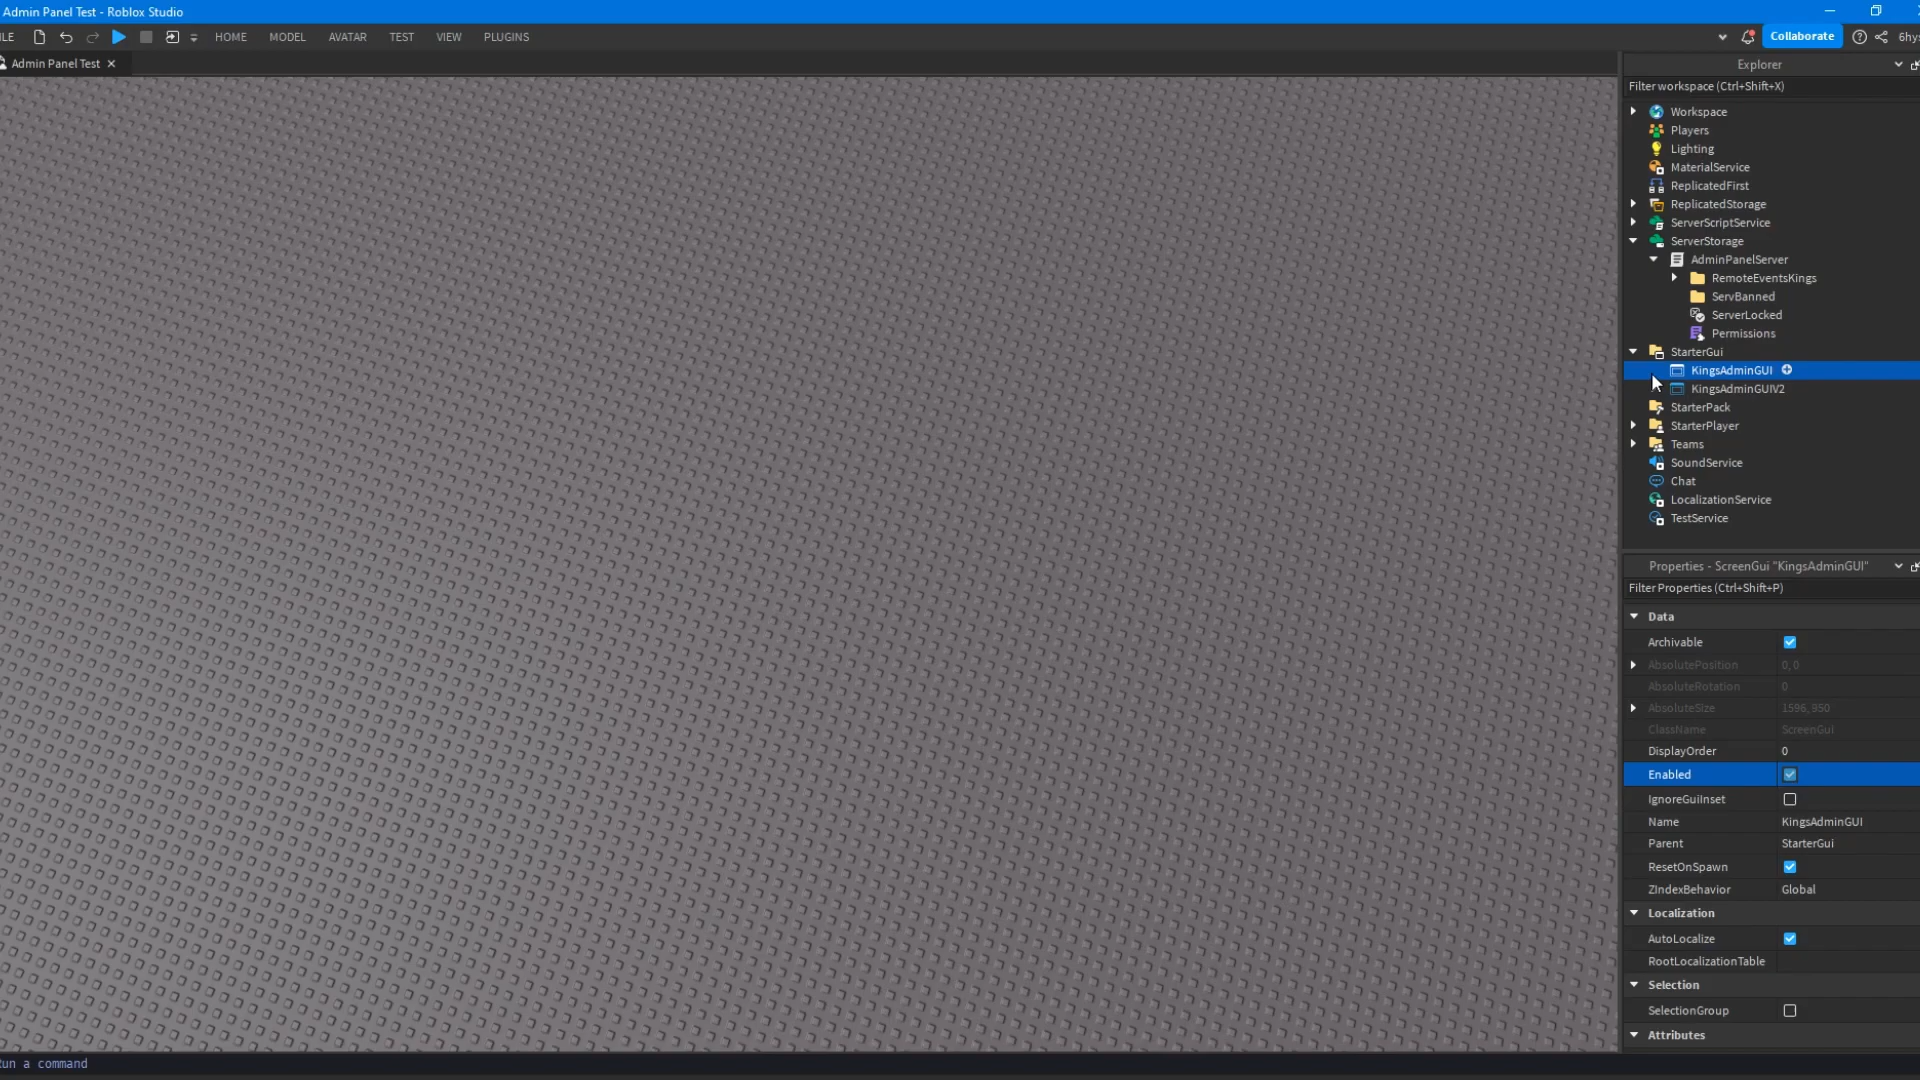 Admin Panel Test - Roblox Studio
HOME MODEL AVATAR TEST VIEW PLUGINS
Collaborate
Admin Panel Test
Explorer
Filter workspace (Ctrl+Shift+X)
Workspace
Players
Lighting
MaterialService
ReplicatedFirst
ReplicatedStorage
ServerScriptService
ServerStorage
AdminPanelServer
RemoteEventsKings
ServBanned
ServerLocked
Permissions
StarterGui
KingsAdminGUI
KingsAdminGUIV2
StarterPack
StarterPlayer
Teams
SoundService
Chat
LocalizationService
TestService
Properties - ScreenGui "KingsAdminGUI"
Filter Properties (Ctrl+Shift+P)
Data
Archivable
AbsolutePosition 0, 0
AbsoluteRotation 0
AbsoluteSize 1596, 950
ClassName ScreenGui
DisplayOrder 0
Enabled
IgnoreGuiInset
Name KingsAdminGUI
Parent StarterGui
ResetOnSpawn
ZIndexBehavior Global
Localization
AutoLocalize
RootLocalizationTable
Selection
SelectionGroup
Attributes
Run a command